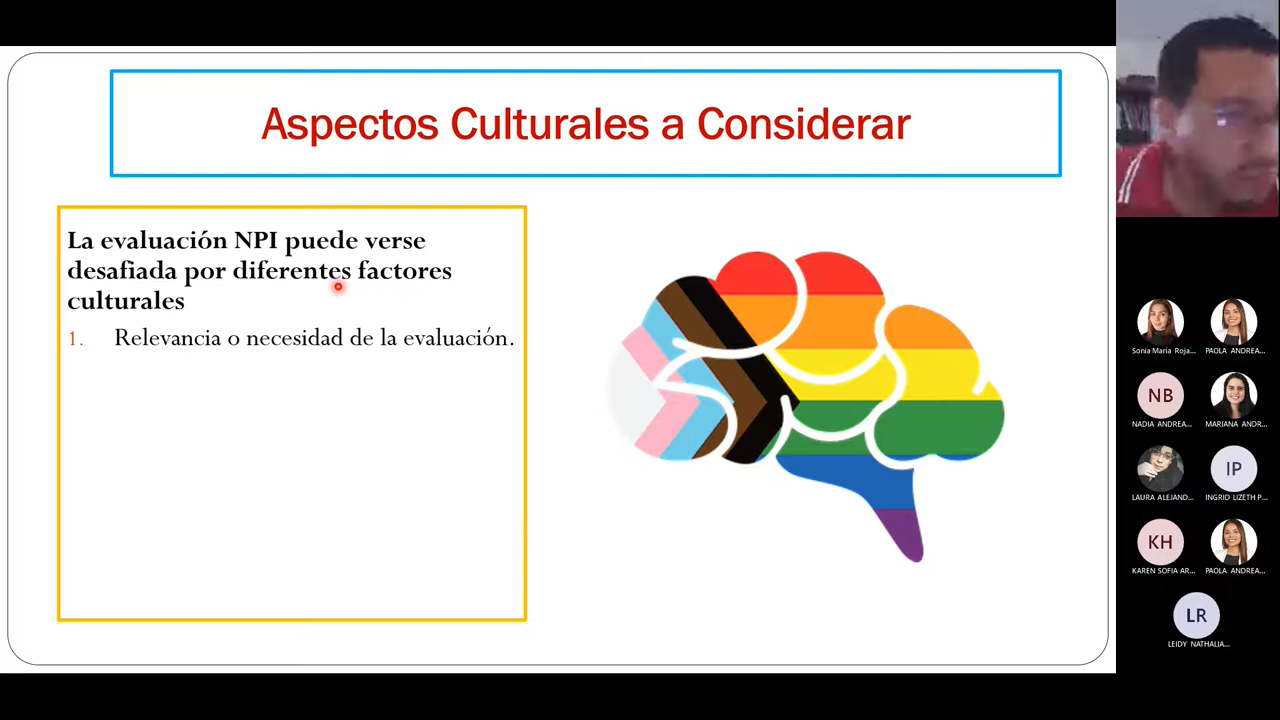 Aspectos Culturales a Considerar
La evaluación NPI puede verse
desafiada por diferentes factores
culturales
1. Relevancia o necesidad de la evaluación.
Sonia María Roja...
PAOLA ANDREA...
NB
NADIA ANDREA...
MARIANA ANDR...
LAURA ALEJAND...
IP
INGRID LIZETH P...
KH
KAREN SOFIA AR...
PAOLA ANDREA...
LR
LEIDY NATHALIA...